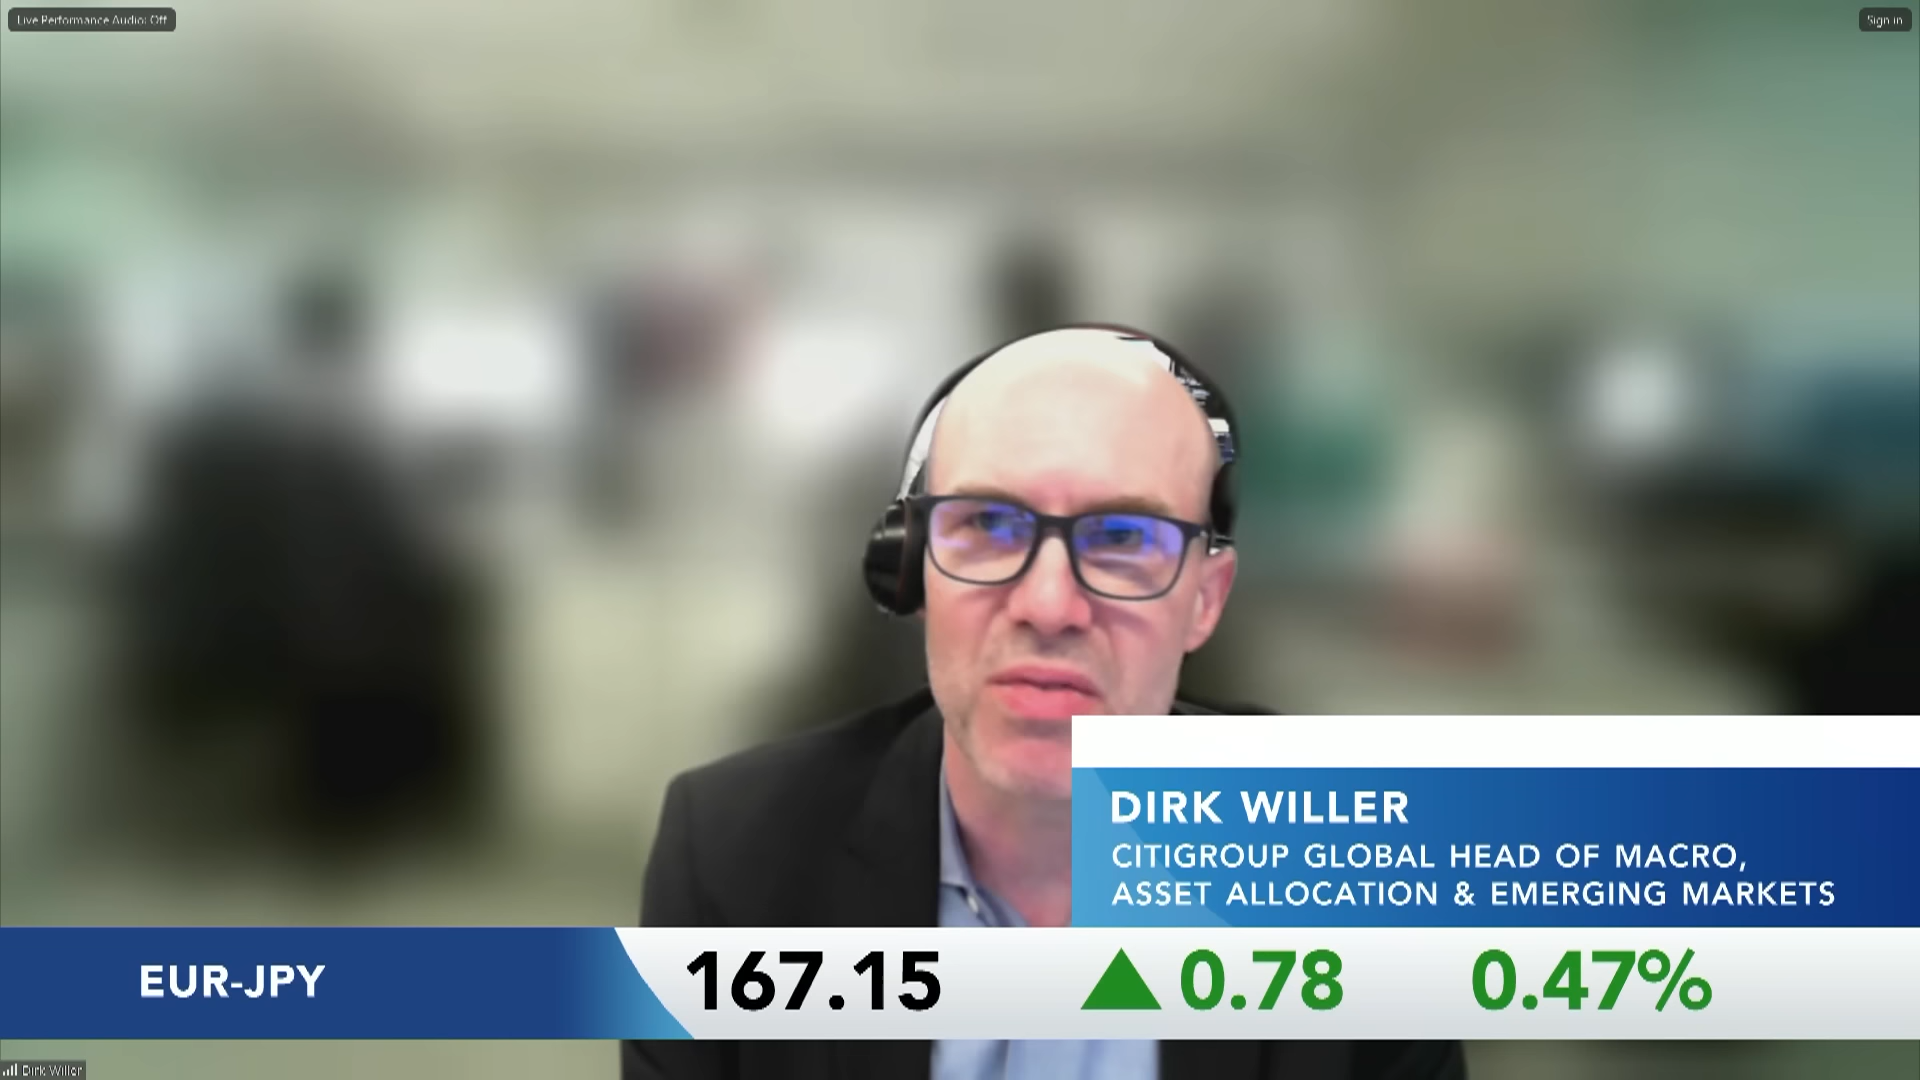 Live Performance Audio: Off
Sign in
DIRK WILLER
CITIGROUP GLOBAL HEAD OF MACRO,
ASSET ALLOCATION & EMERGING MARKETS
EUR-JPY 167.15 ▲ 0.78 0.47%
Dirk Willer